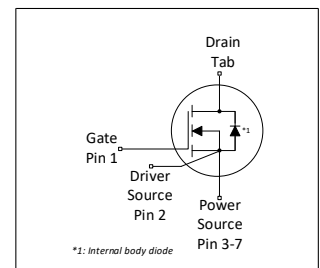 Drain
Tab
*1
Gate
Pin 1
Driver
Source
Pin 2
Power
Source
Pin 3-7
*1: Internal body diode